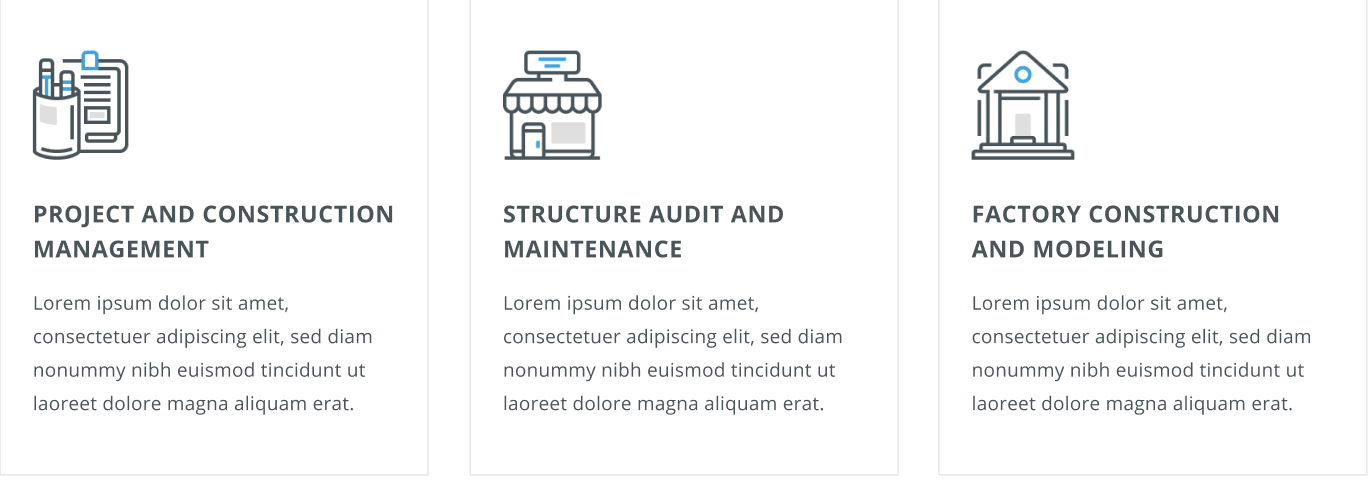 PROJECT AND CONSTRUCTION
MANAGEMENT
Lorem ipsum dolor sit amet,
consectetuer adipiscing elit, sed diam
nonummy nibh euismod tincidunt ut
laoreet dolore magna aliquam erat.
STRUCTURE AUDIT AND
MAINTENANCE
Lorem ipsum dolor sit amet,
consectetuer adipiscing elit, sed diam
nonummy nibh euismod tincidunt ut
laoreet dolore magna aliquam erat.
FACTORY CONSTRUCTION
AND MODELING
Lorem ipsum dolor sit amet,
consectetuer adipiscing elit, sed diam
nonummy nibh euismod tincidunt ut
laoreet dolore magna aliquam erat.